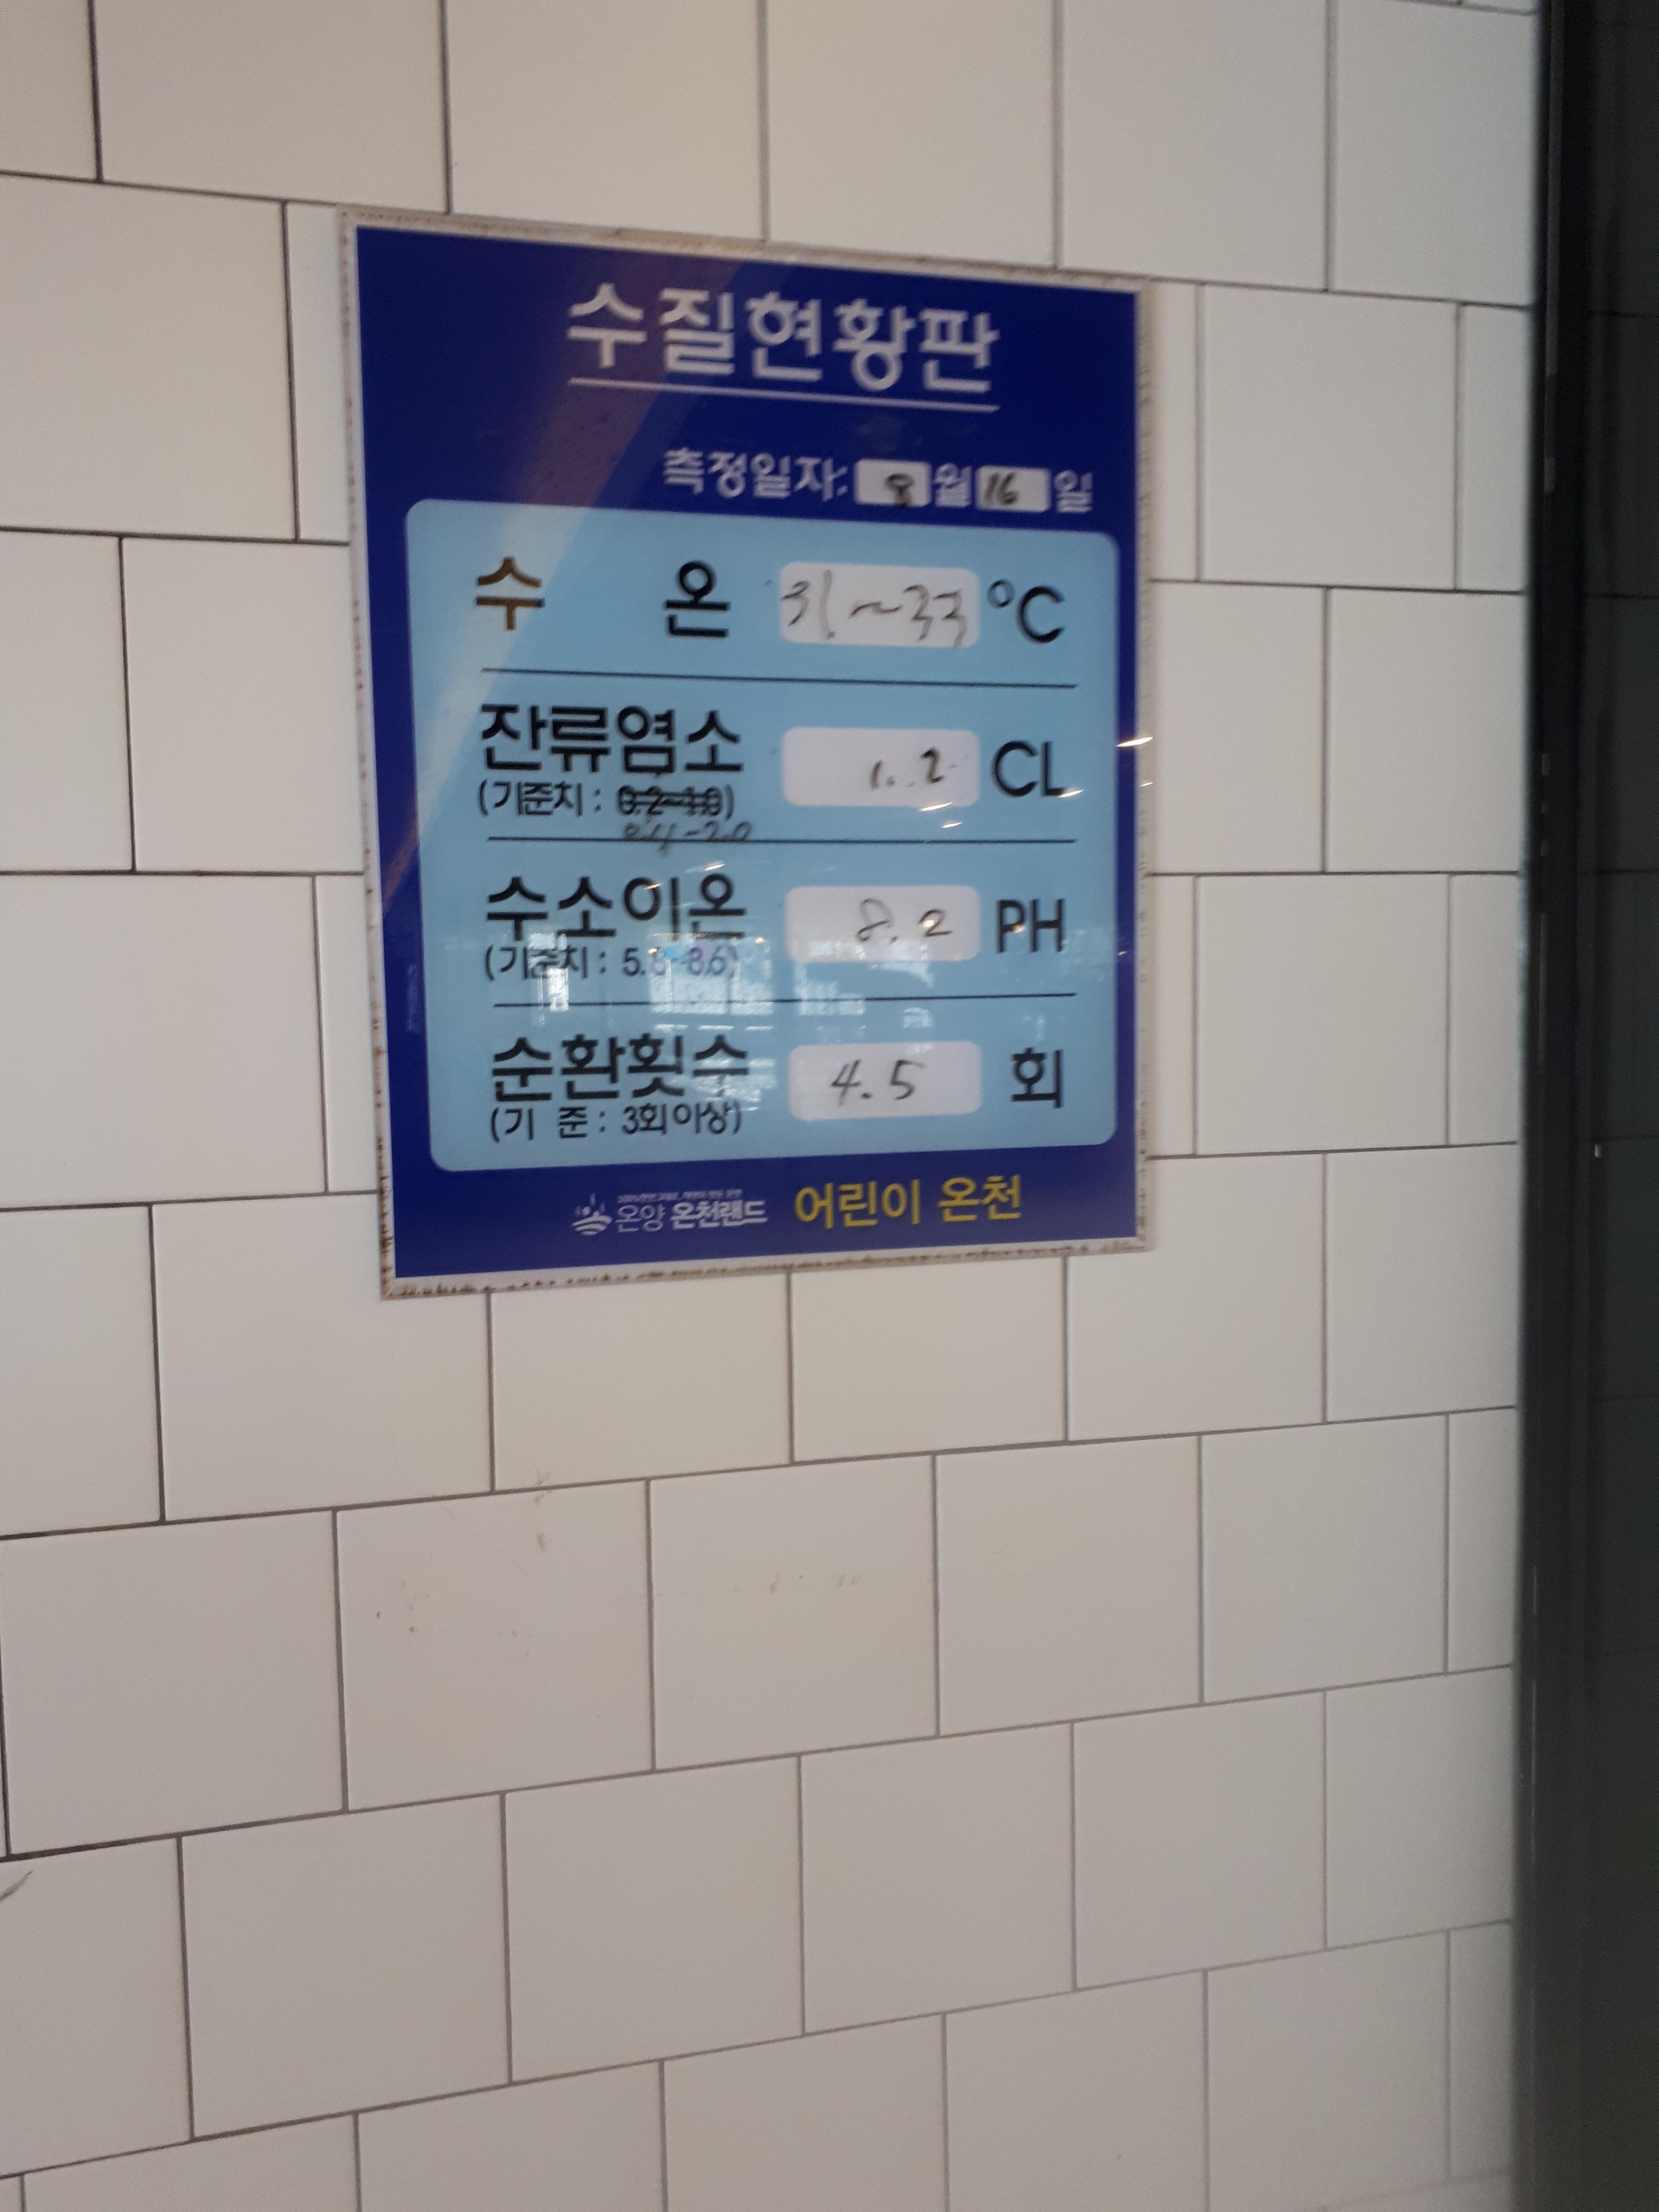 수질현황판
측정일자: 8월 16일
수 온 31~33 °C
잔류염소 1.2 CL
(기준치 : 0.2~1.0)
0.4-2.0
수소이온 8.2 PH
(기준치 : 5.8~8.6)
순환횟수 4.5 회
(기 준 : 3회이상)
온양 온천랜드 어린이 온천